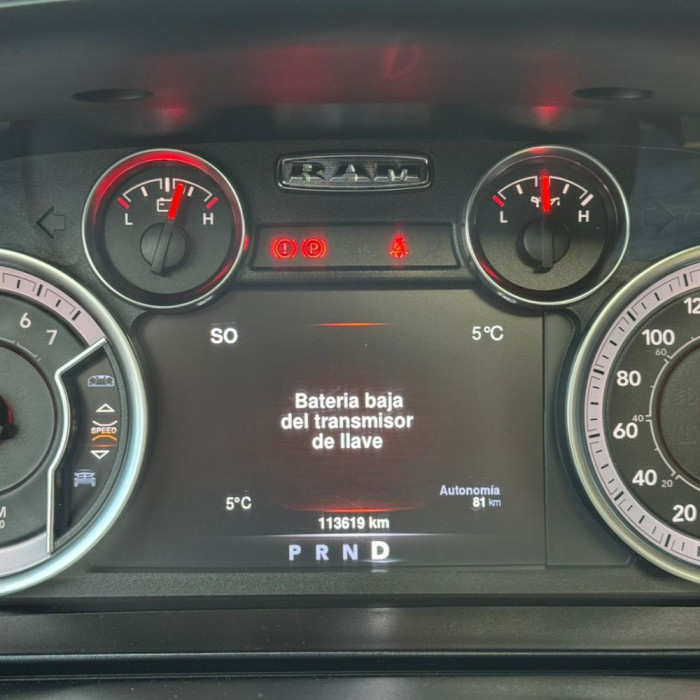 RAM
L H
L H
SO
5°C
6
7
SPEED
Bateria baja
del transmisor
de llave
5°C
Autonomía
81 km
113619 km
P R N D
12
100
60
80
40
60
40
20
20